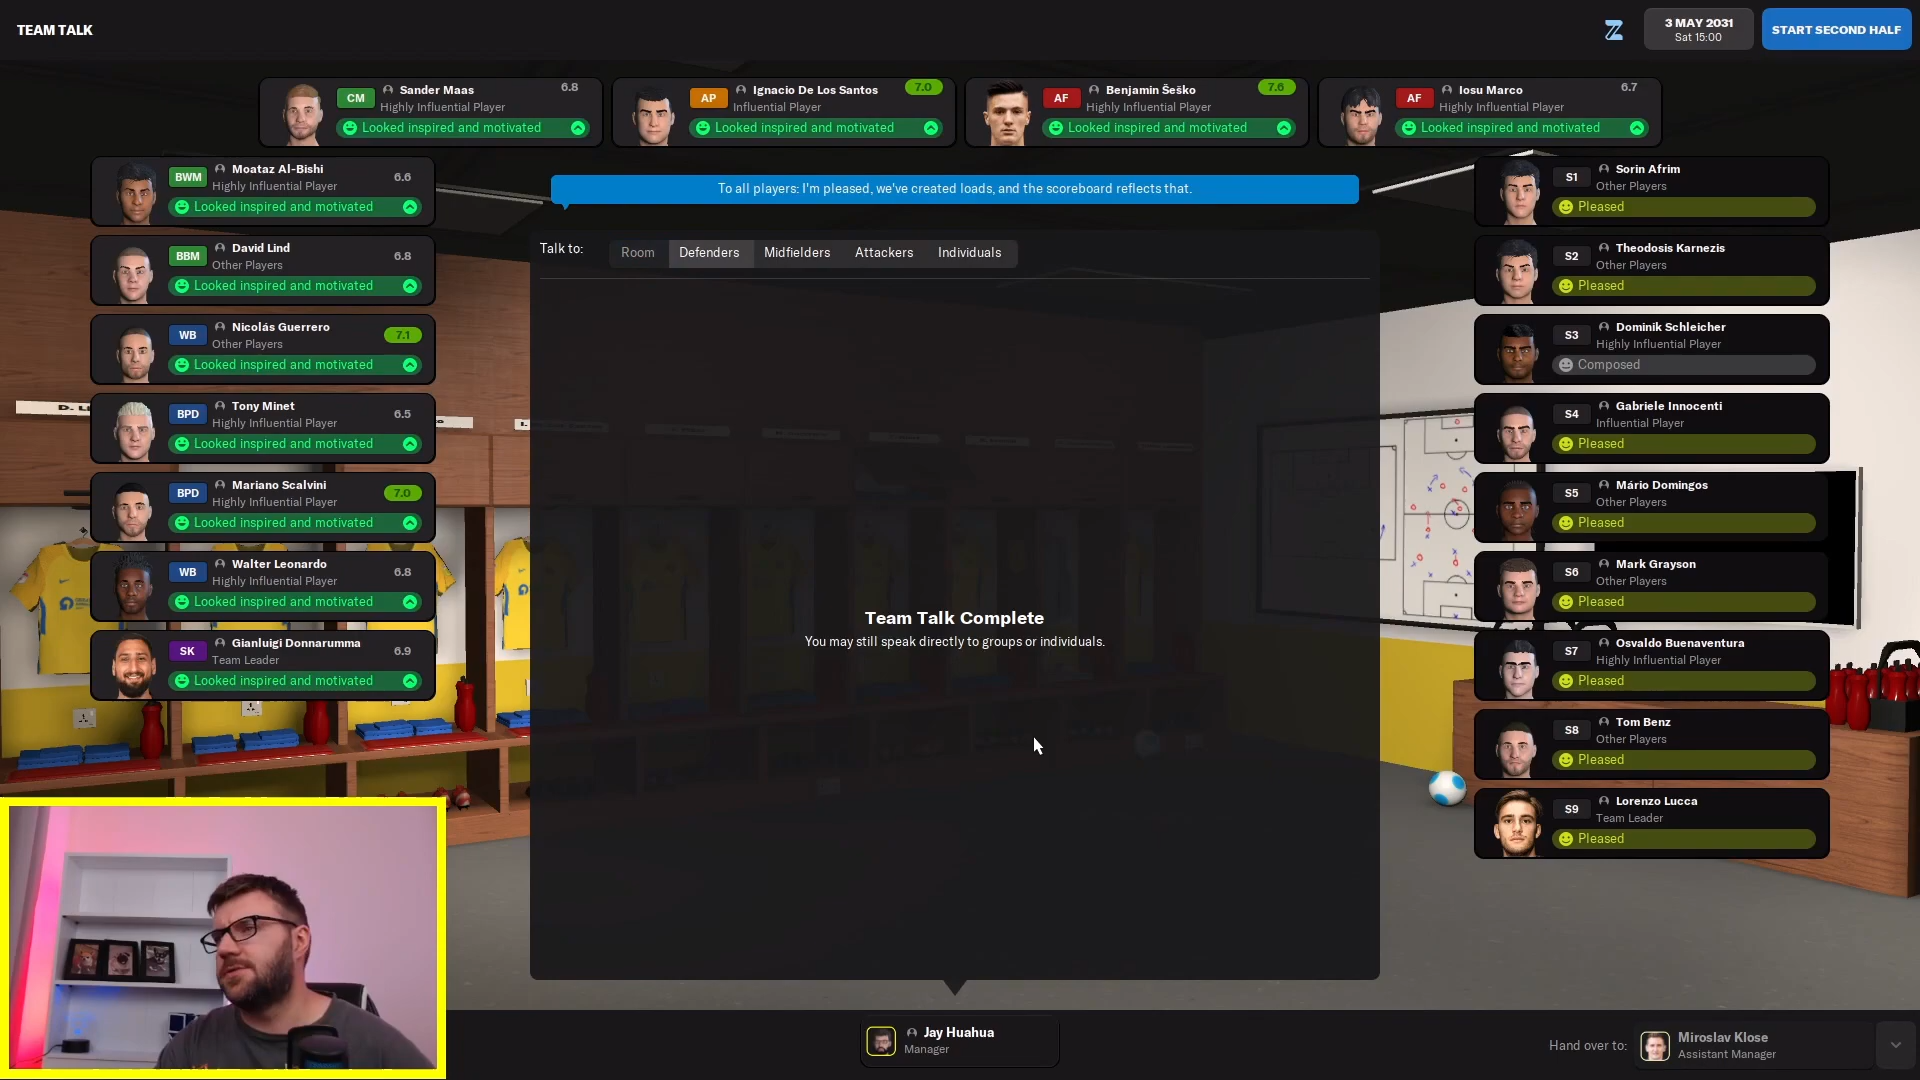 TEAM TALK
3 MAY 2031
Sat 15:00
START SECOND HALF
CM
Sander Maas
6.8
Highly Influential Player
Looked inspired and motivated
AP
Ignacio De Los Santos
7.0
Influential Player
Looked inspired and motivated
AF
Benjamin Šeško
7.6
Highly Influential Player
Looked inspired and motivated
AF
Iosu Marco
6.7
Highly Influential Player
Looked inspired and motivated
BWM
Moataz Al-Bishi
6.6
Highly Influential Player
Looked inspired and motivated
BBM
David Lind
6.8
Other Players
Looked inspired and motivated
WB
Nicolás Guerrero
7.1
Other Players
Looked inspired and motivated
BPD
Tony Minet
6.5
Highly Influential Player
Looked inspired and motivated
BPD
Mariano Scalvini
7.0
Highly Influential Player
Looked inspired and motivated
WB
Walter Leonardo
6.8
Highly Influential Player
Looked inspired and motivated
SK
Gianluigi Donnarumma
6.9
Team Leader
Looked inspired and motivated
To all players: I'm pleased, we've created loads, and the scoreboard reflects that.
Talk to: Room Defenders Midfielders Attackers Individuals
Team Talk Complete
You may still speak directly to groups or individuals.
S1
Sorin Afrim
Other Players
Pleased
S2
Theodosis Karnezis
Other Players
Pleased
S3
Dominik Schleicher
Highly Influential Player
Composed
S4
Gabriele Innocenti
Influential Player
Pleased
S5
Mário Domingos
Other Players
Pleased
S6
Mark Grayson
Other Players
Pleased
S7
Osvaldo Buenaventura
Highly Influential Player
Pleased
S8
Tom Benz
Other Players
Pleased
S9
Lorenzo Lucca
Team Leader
Pleased
Jay Huahua
Manager
Hand over to:
Miroslav Klose
Assistant Manager